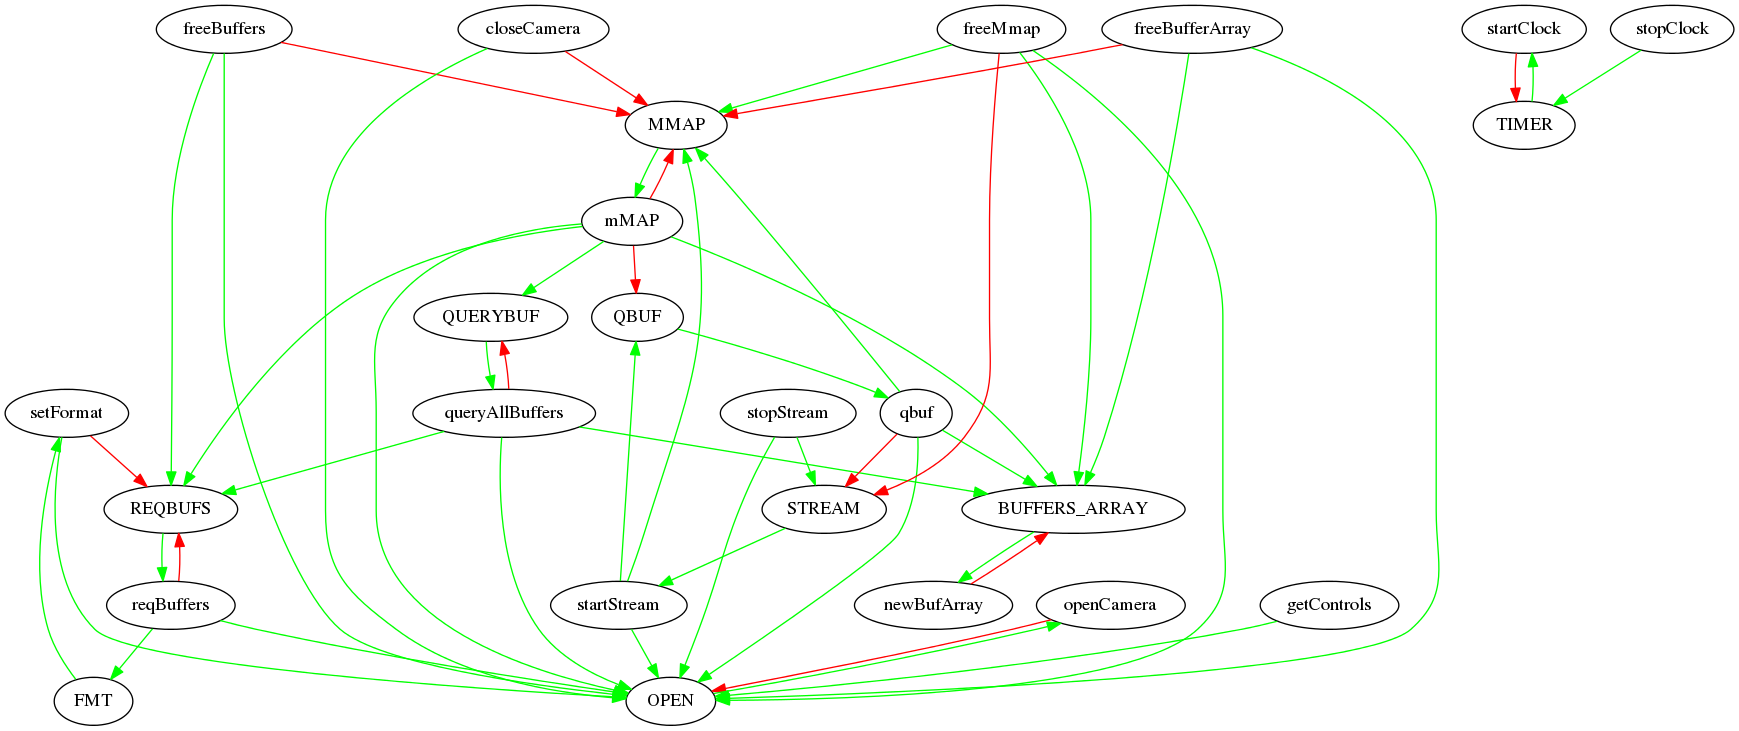 freeBuffers
closeCamera
freeMmap
freeBufferArray
startClock
stopClock
MMAP
TIMER
mMAP
QUERYBUF
QBUF
setFormat
queryAllBuffers
stopStream
qbuf
REQBUFS
STREAM
BUFFERS_ARRAY
reqBuffers
startStream
newBufArray
openCamera
getControls
FMT
OPEN